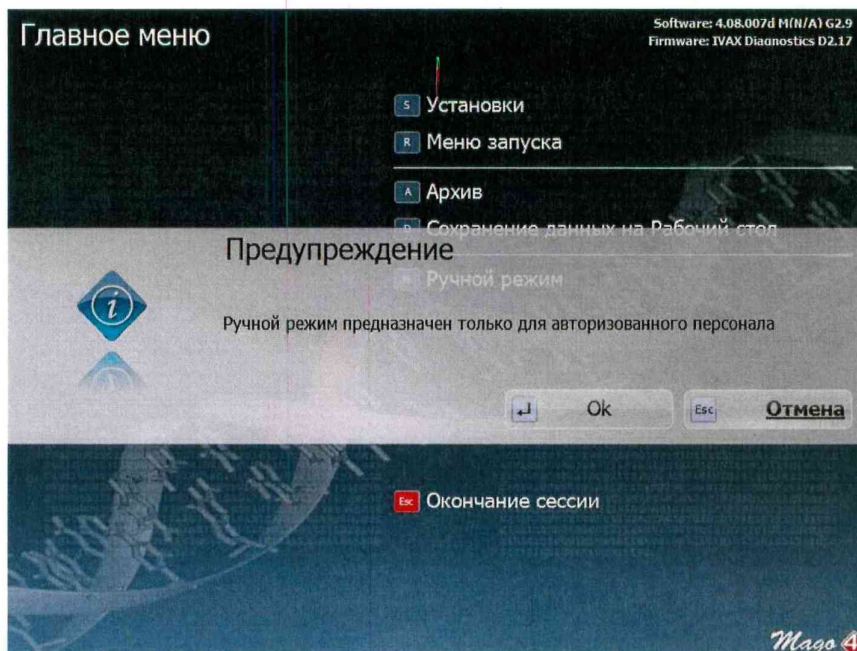 Главное меню
Software: 4.08.007d M(N/A) G2.9
Firmware: IVAX Diagnostics D2.17
S Установки
R Меню запуска
A Архив
D Сохранение данных на Рабочий стол
Предупреждение
Ручной режим
Ручной режим предназначен только для авторизованного персонала
Ok
Esc Отмена
Esc Окончание сессии
Mago 4